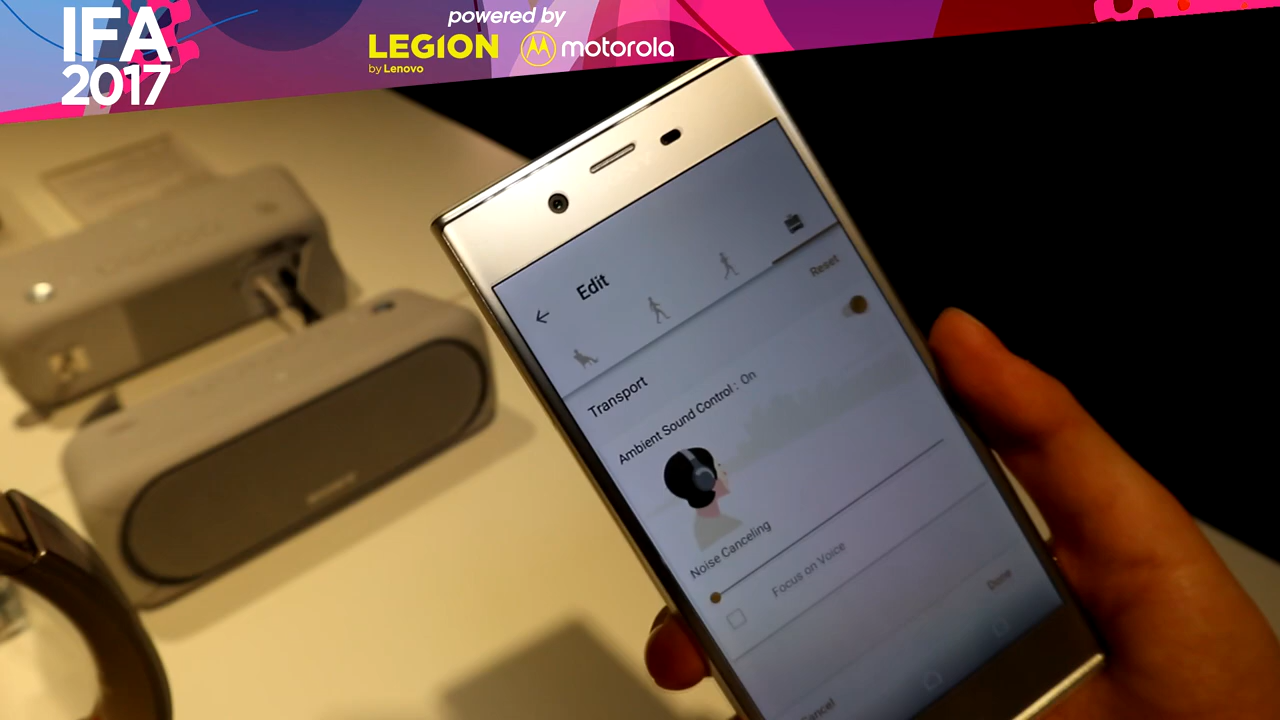 IFA
2017
powered by
LEGION
by Lenovo
motorola
Edit
Reset
Transport
Ambient Sound Control : On
Noise Canceling
Focus on Voice
Done